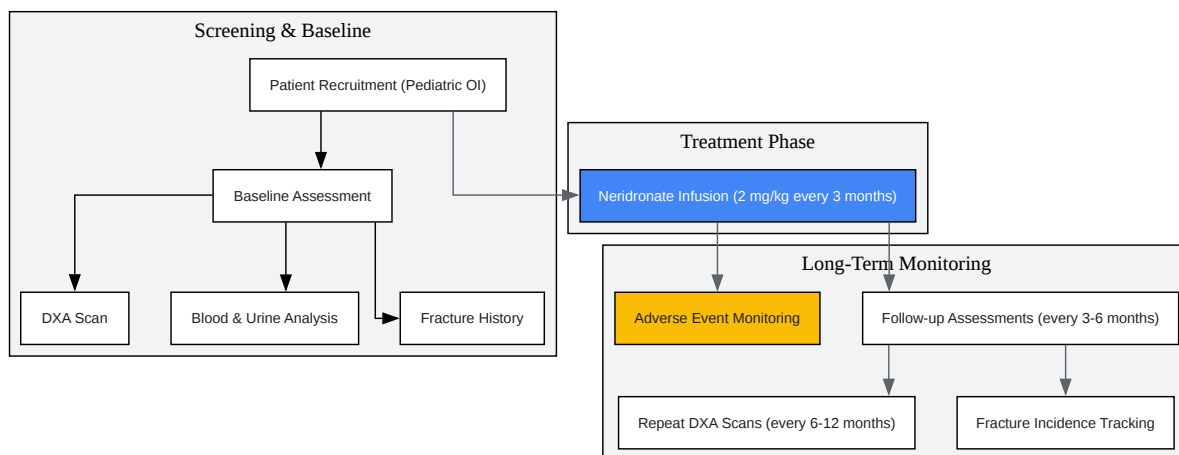 Screening & Baseline
Patient Recruitment (Pediatric OI)
Baseline Assessment
DXA Scan
Blood & Urine Analysis
Fracture History
Treatment Phase
Neridronate Infusion (2 mg/kg every 3 months)
Long-Term Monitoring
Adverse Event Monitoring
Follow-up Assessments (every 3-6 months)
Repeat DXA Scans (every 6-12 months)
Fracture Incidence Tracking